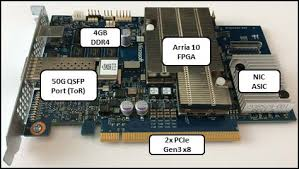 4GB
DDR4
Arria 10
FPGA
50G QSFP
Port (ToR)
NIC
ASIC
2x PCIe
Gen3 x8